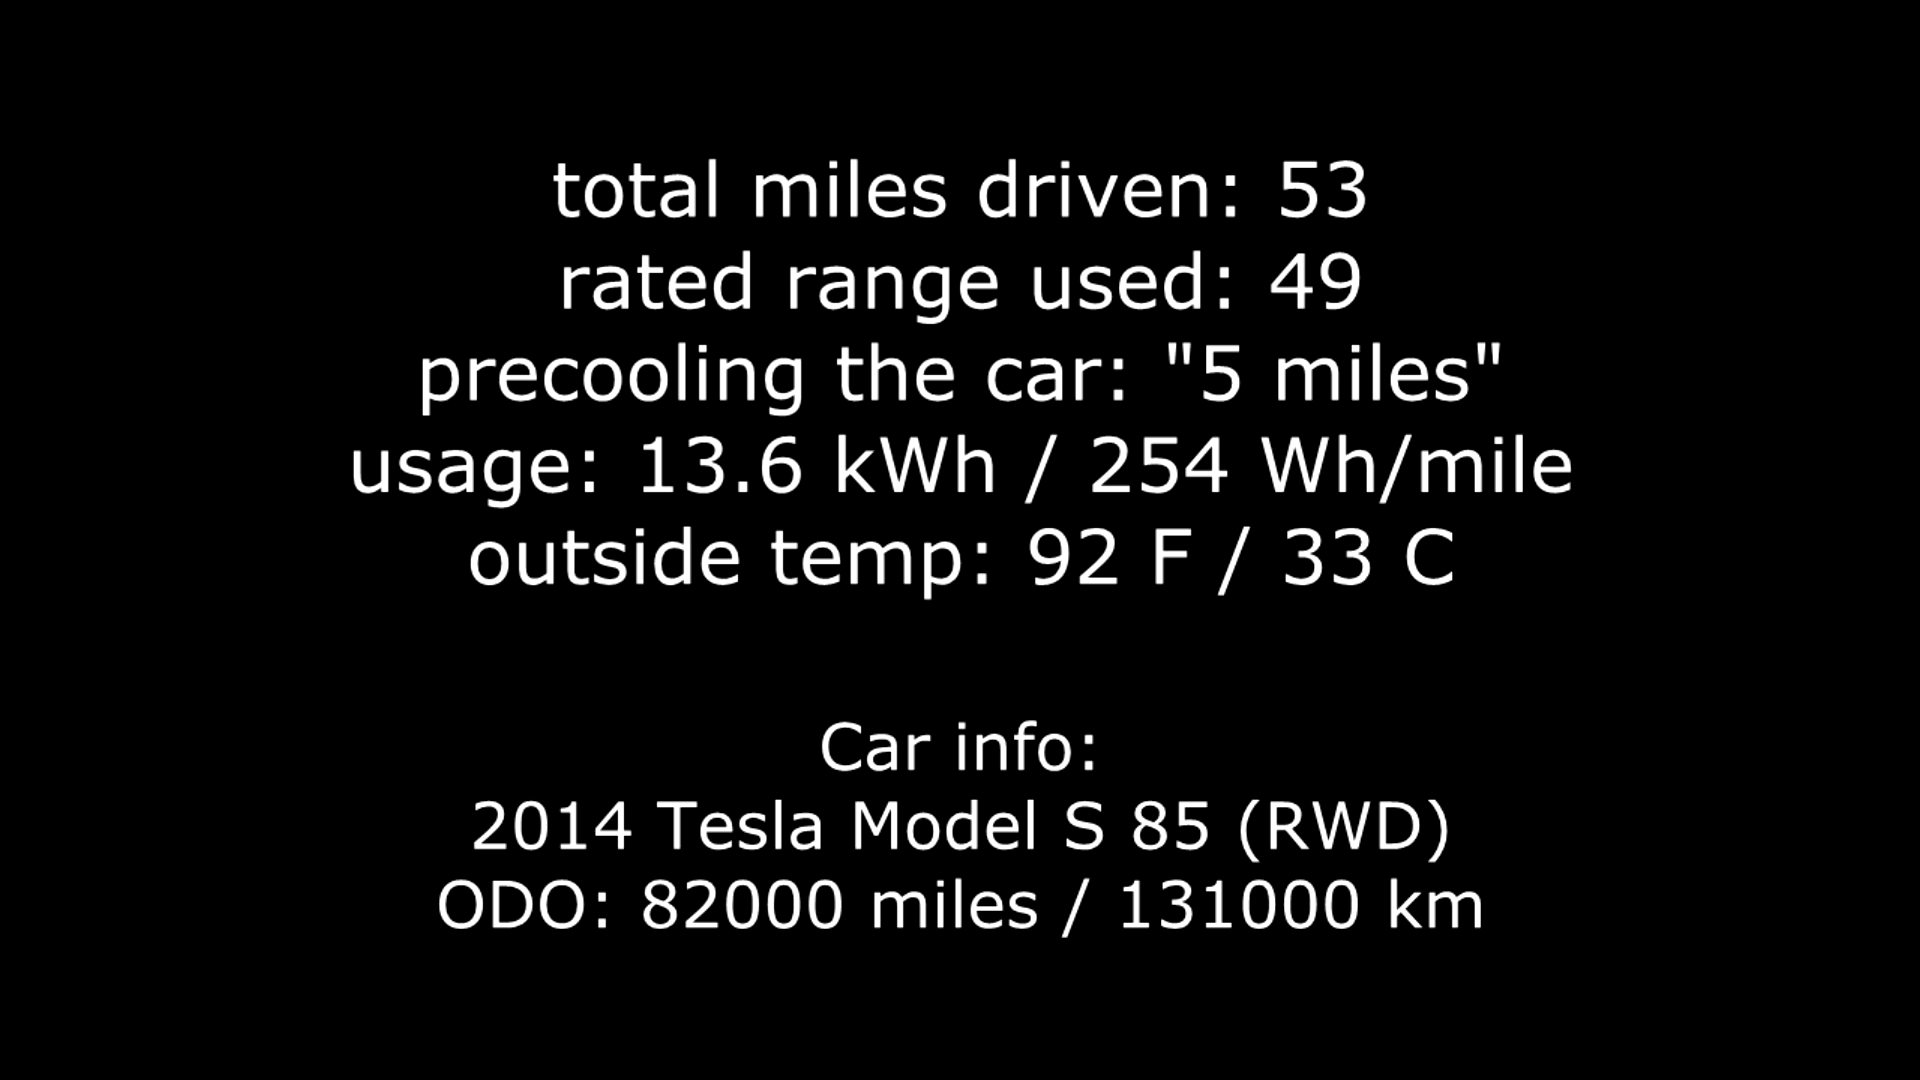 total miles driven: 53
rated range used: 49
precooling the car: "5 miles"
usage: 13.6 kWh / 254 Wh/mile
outside temp: 92 F / 33 C
Car info:
2014 Tesla Model S 85 (RWD)
ODO: 82000 miles / 131000 km